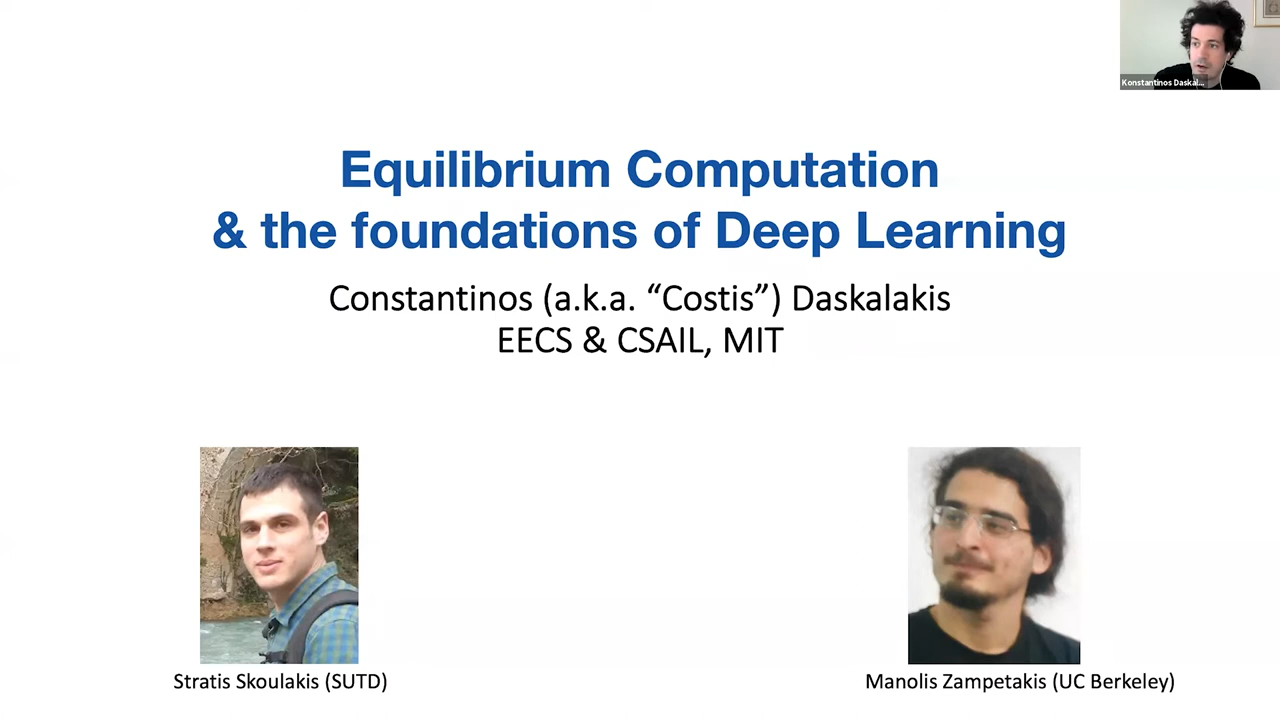 Konstantinos Daskal...
Equilibrium Computation
& the foundations of Deep Learning
Constantinos (a.k.a. “Costis”) Daskalakis
EECS & CSAIL, MIT
Stratis Skoulakis (SUTD)
Manolis Zampetakis (UC Berkeley)